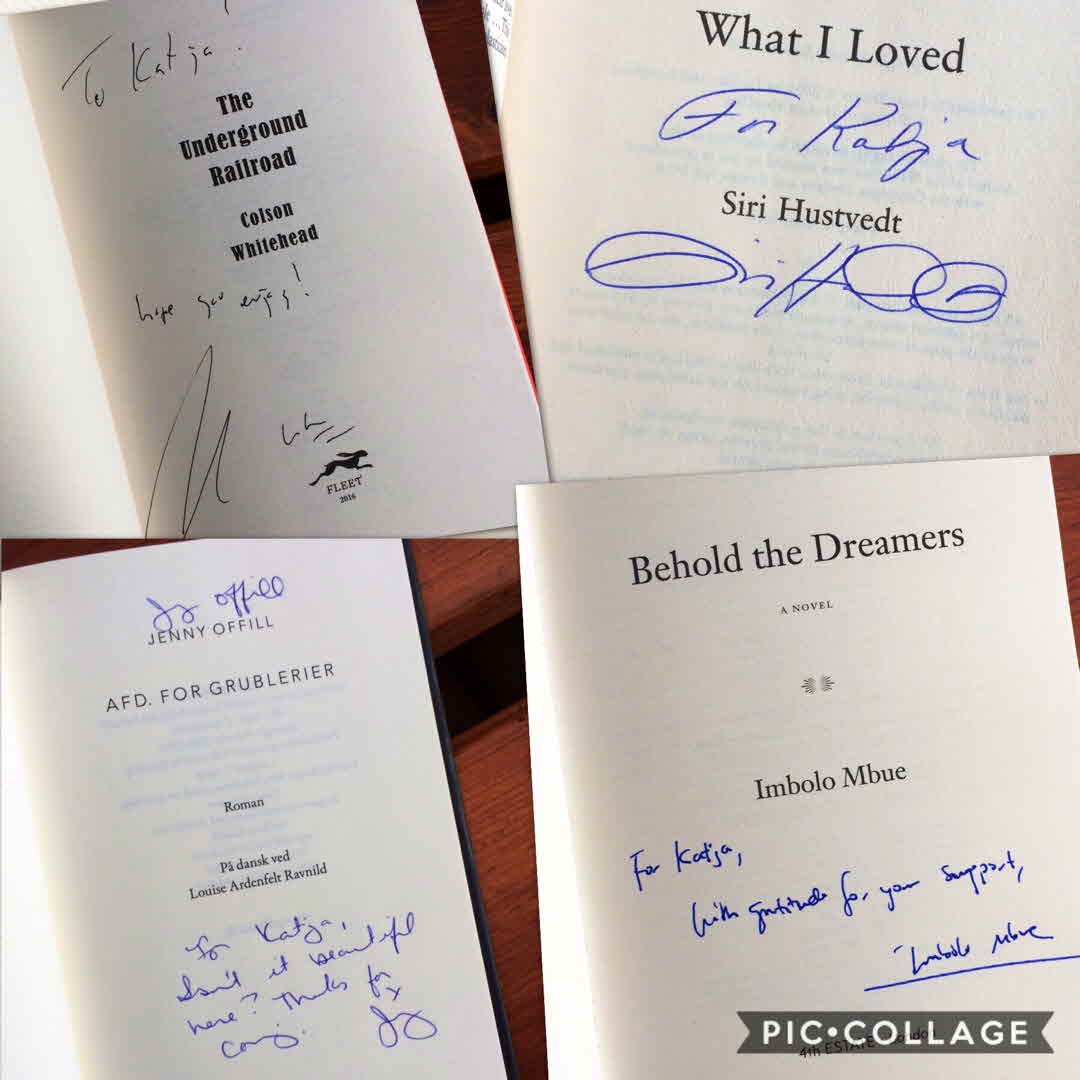 To Katja.
The
Underground
Railroad
Colson
Whitehead
hope you enjoy!
FLEET
2016
What I Loved
For Katja
Siri Hustvedt
Jenny Offill
JENNY OFFILL
AFD. FOR GRUBLERIER
Roman
På dansk ved
Louise Ardenfelt Ravnild
For Katja,
Isn't it beautiful
here? Thanks for
coming.
Behold the Dreamers
A NOVEL
Imbolo Mbue
For Katja,
With gratitude for your support,
Imbolo Mbue
4th ESTATE London
PIC•COLLAGE